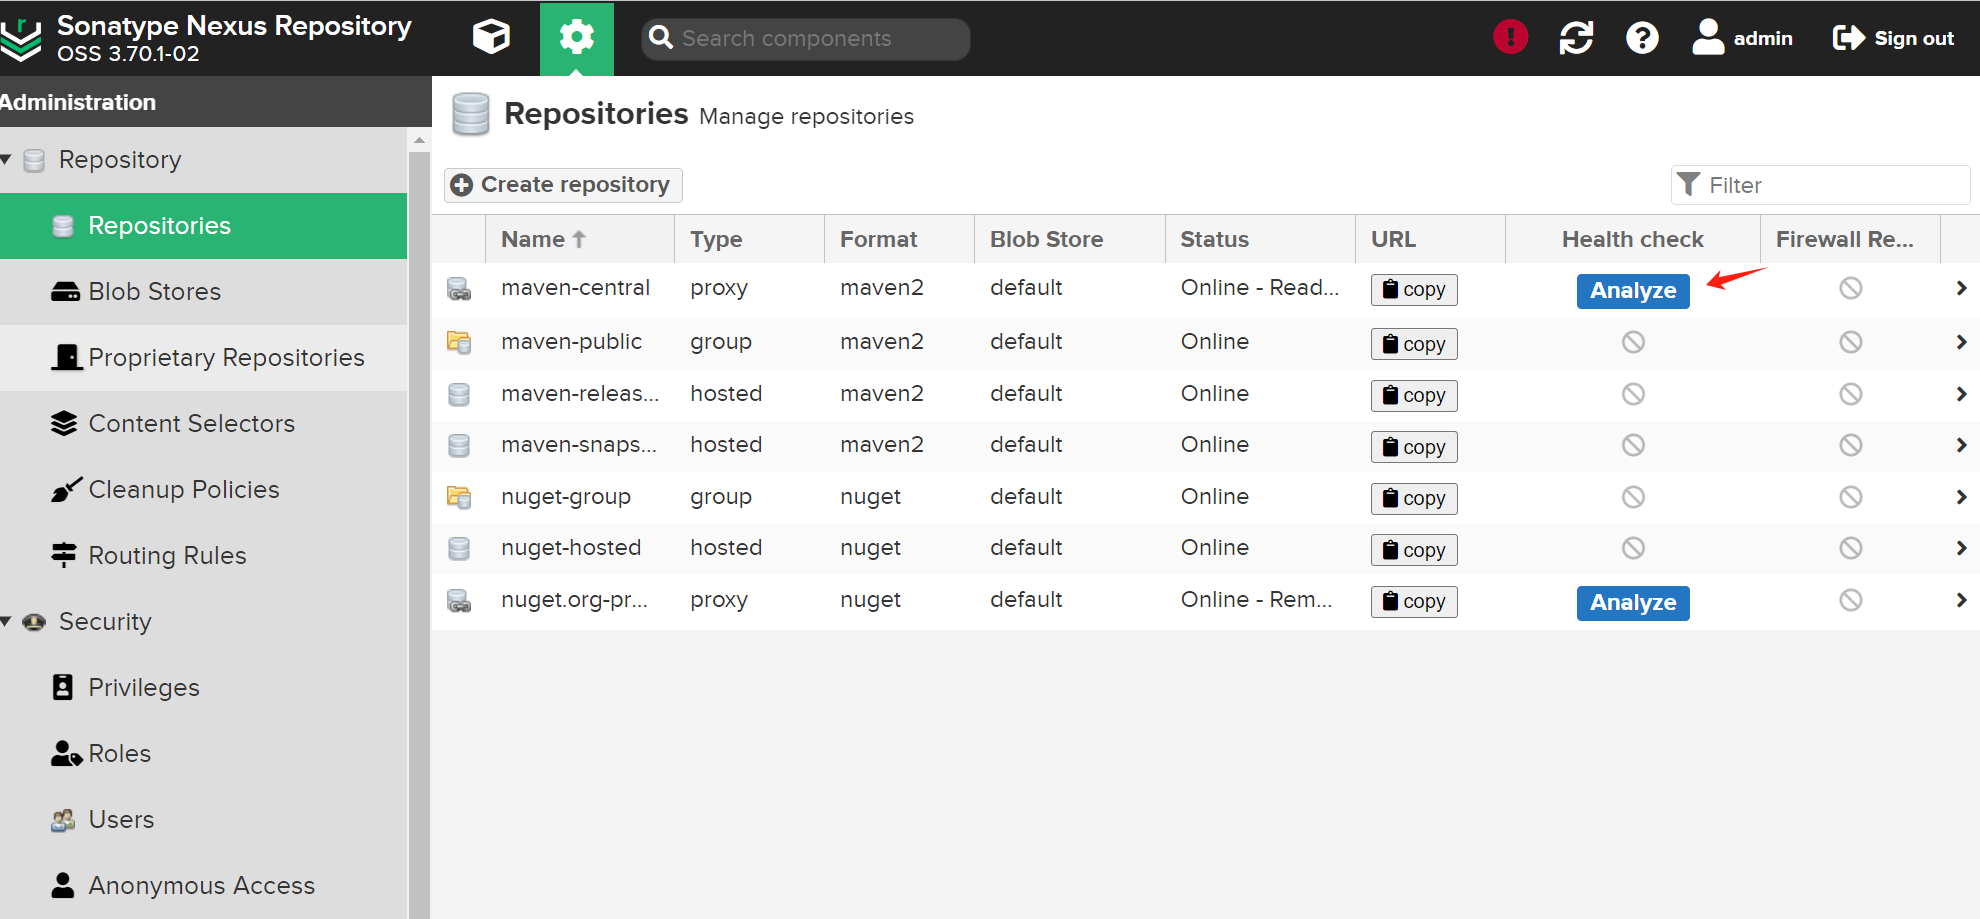 Sonatype Nexus Repository
OSS 3.70.1-02
Search components
admin
Sign out
Administration
Repository
Repositories
Blob Stores
Proprietary Repositories
Content Selectors
Cleanup Policies
Routing Rules
Security
Privileges
Roles
Users
Anonymous Access
Repositories Manage repositories
Create repository
Filter
Name Type Format Blob Store Status URL Health check Firewall Re...
maven-central proxy maven2 default Online - Read... copy Analyze
maven-public group maven2 default Online copy
maven-releas... hosted maven2 default Online copy
maven-snaps... hosted maven2 default Online copy
nuget-group group nuget default Online copy
nuget-hosted hosted nuget default Online copy
nuget.org-pr... proxy nuget default Online - Rem... copy Analyze